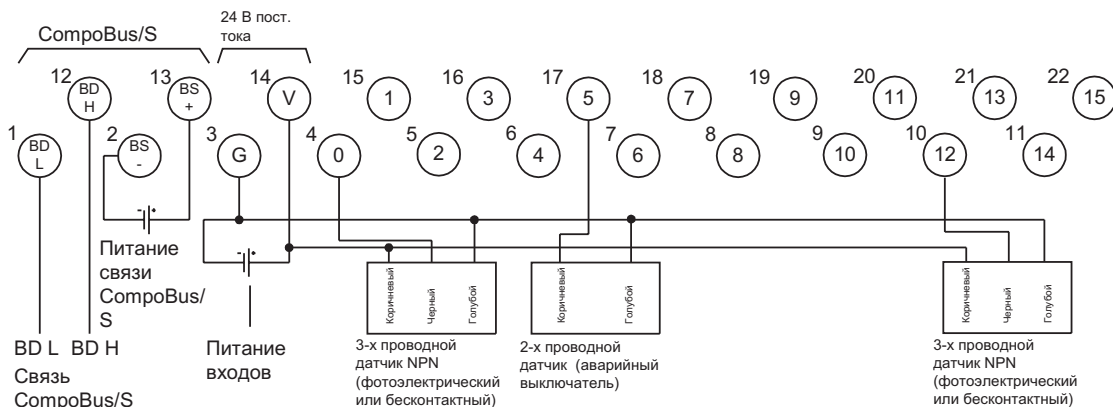 CompoBus/S
24 В пост.
тока
12 13 14 15 16 17 18 19 20 21 22
BD
H
BS
+
V 1 3 5 7 9 11 13 15
1 2 3 4 5 6 7 8 9 10 11
BD
L
BS
-
G 0 2 4 6 8 10 12 14
- +
Питание
связи
CompoBus/
S
- +
Питание
входов
BD L BD H
Связь
CompoBus/S
Коричневый
Черный
Голубой
3-х проводной
датчик NPN
(фотоэлектрический
или бесконтактный)
Коричневый
Голубой
2-х проводной
датчик (аварийный
выключатель)
Коричневый
Черный
Голубой
3-х проводной
датчик NPN
(фотоэлектрический
или бесконтактный)